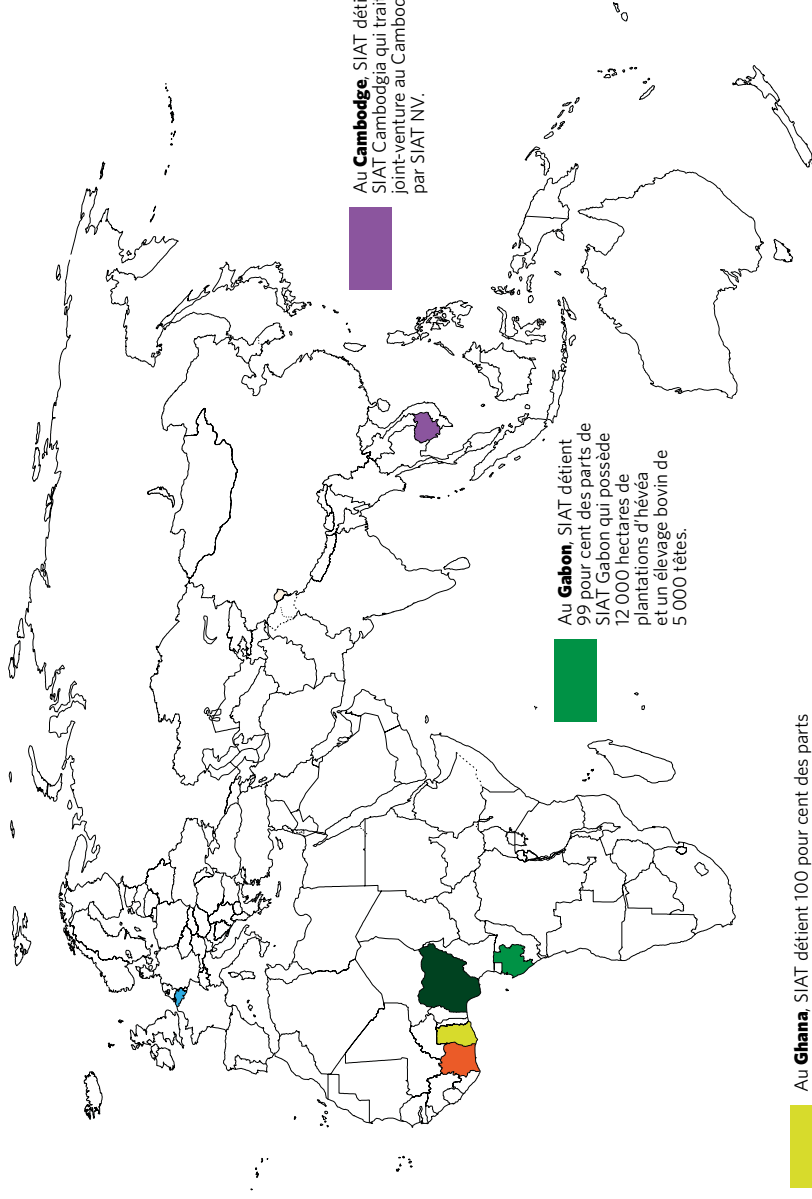 Au Cambodge, SIAT déti
SIAT Cambodgia qui trait
joint-venture au Cambod
par SIAT NV.
Au Gabon, SIAT détient
99 pour cent des parts de
SIAT Gabon qui possède
12 000 hectares de
plantations d'hévéa
et un élevage bovin de
5 000 têtes.
Au Ghana, SIAT détient 100 pour cent des parts